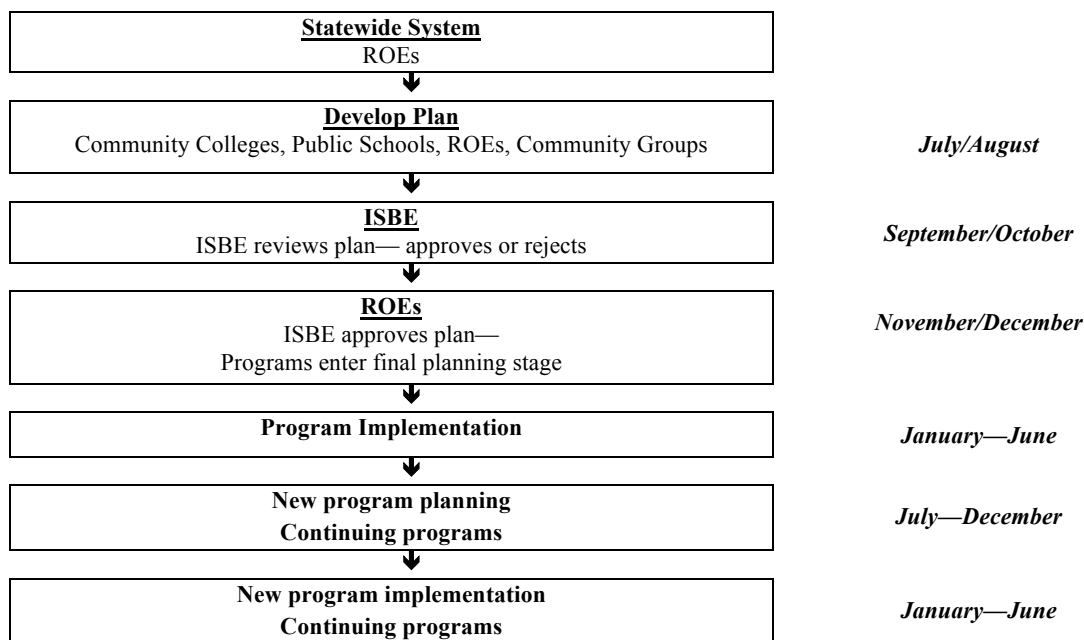 Statewide System
ROEs
Develop Plan
Community Colleges, Public Schools, ROEs, Community Groups
July/August
ISBE
ISBE reviews plan— approves or rejects
September/October
ROEs
ISBE approves plan—
Programs enter final planning stage
November/December
Program Implementation
January—June
New program planning
Continuing programs
July—December
New program implementation
Continuing programs
January—June